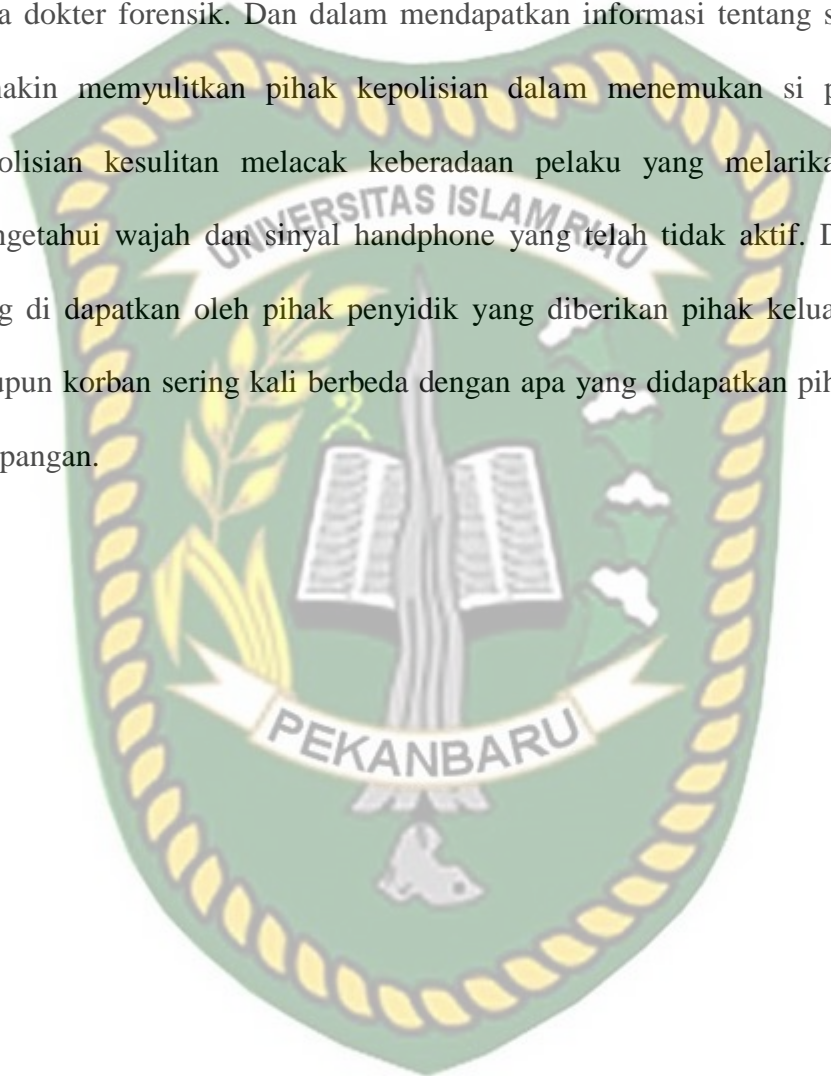 a dokter forensik. Dan dalam mendapatkan informasi tentang s
akin memyulitkan pihak kepolisian dalam menemukan si p
olisian kesulitan melacak keberadaan pelaku yang melarika
UNIVERSITAS ISLAM RIAU
ngetahui wajah dan sinyal handphone yang telah tidak aktif. D
g di dapatkan oleh pihak penyidik yang diberikan pihak kelua
upun korban sering kali berbeda dengan apa yang didapatkan pih
pangan.
PEKANBARU